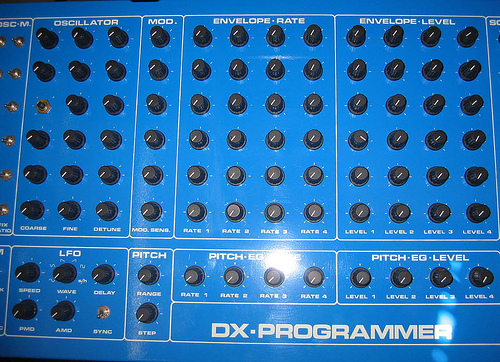 OSC-M. OSCILLATOR MOD. ENVELOPE-RATE ENVELOPE-LEVEL
COARSE FINE DETUNE MOD. SENS. RATE 1 RATE 2 RATE 3 RATE 4 LEVEL 1 LEVEL 2 LEVEL 3 LEVEL 4
LFO PITCH PITCH-EG PITCH-EG-LEVEL
SPEED WAVE DELAY RANGE RATE 1 RATE 2 RATE 3 RATE 4 LEVEL 1 LEVEL 2 LEVEL 3 LEVEL 4
PMD AMD SYNC STEP
DX-PROGRAMMER